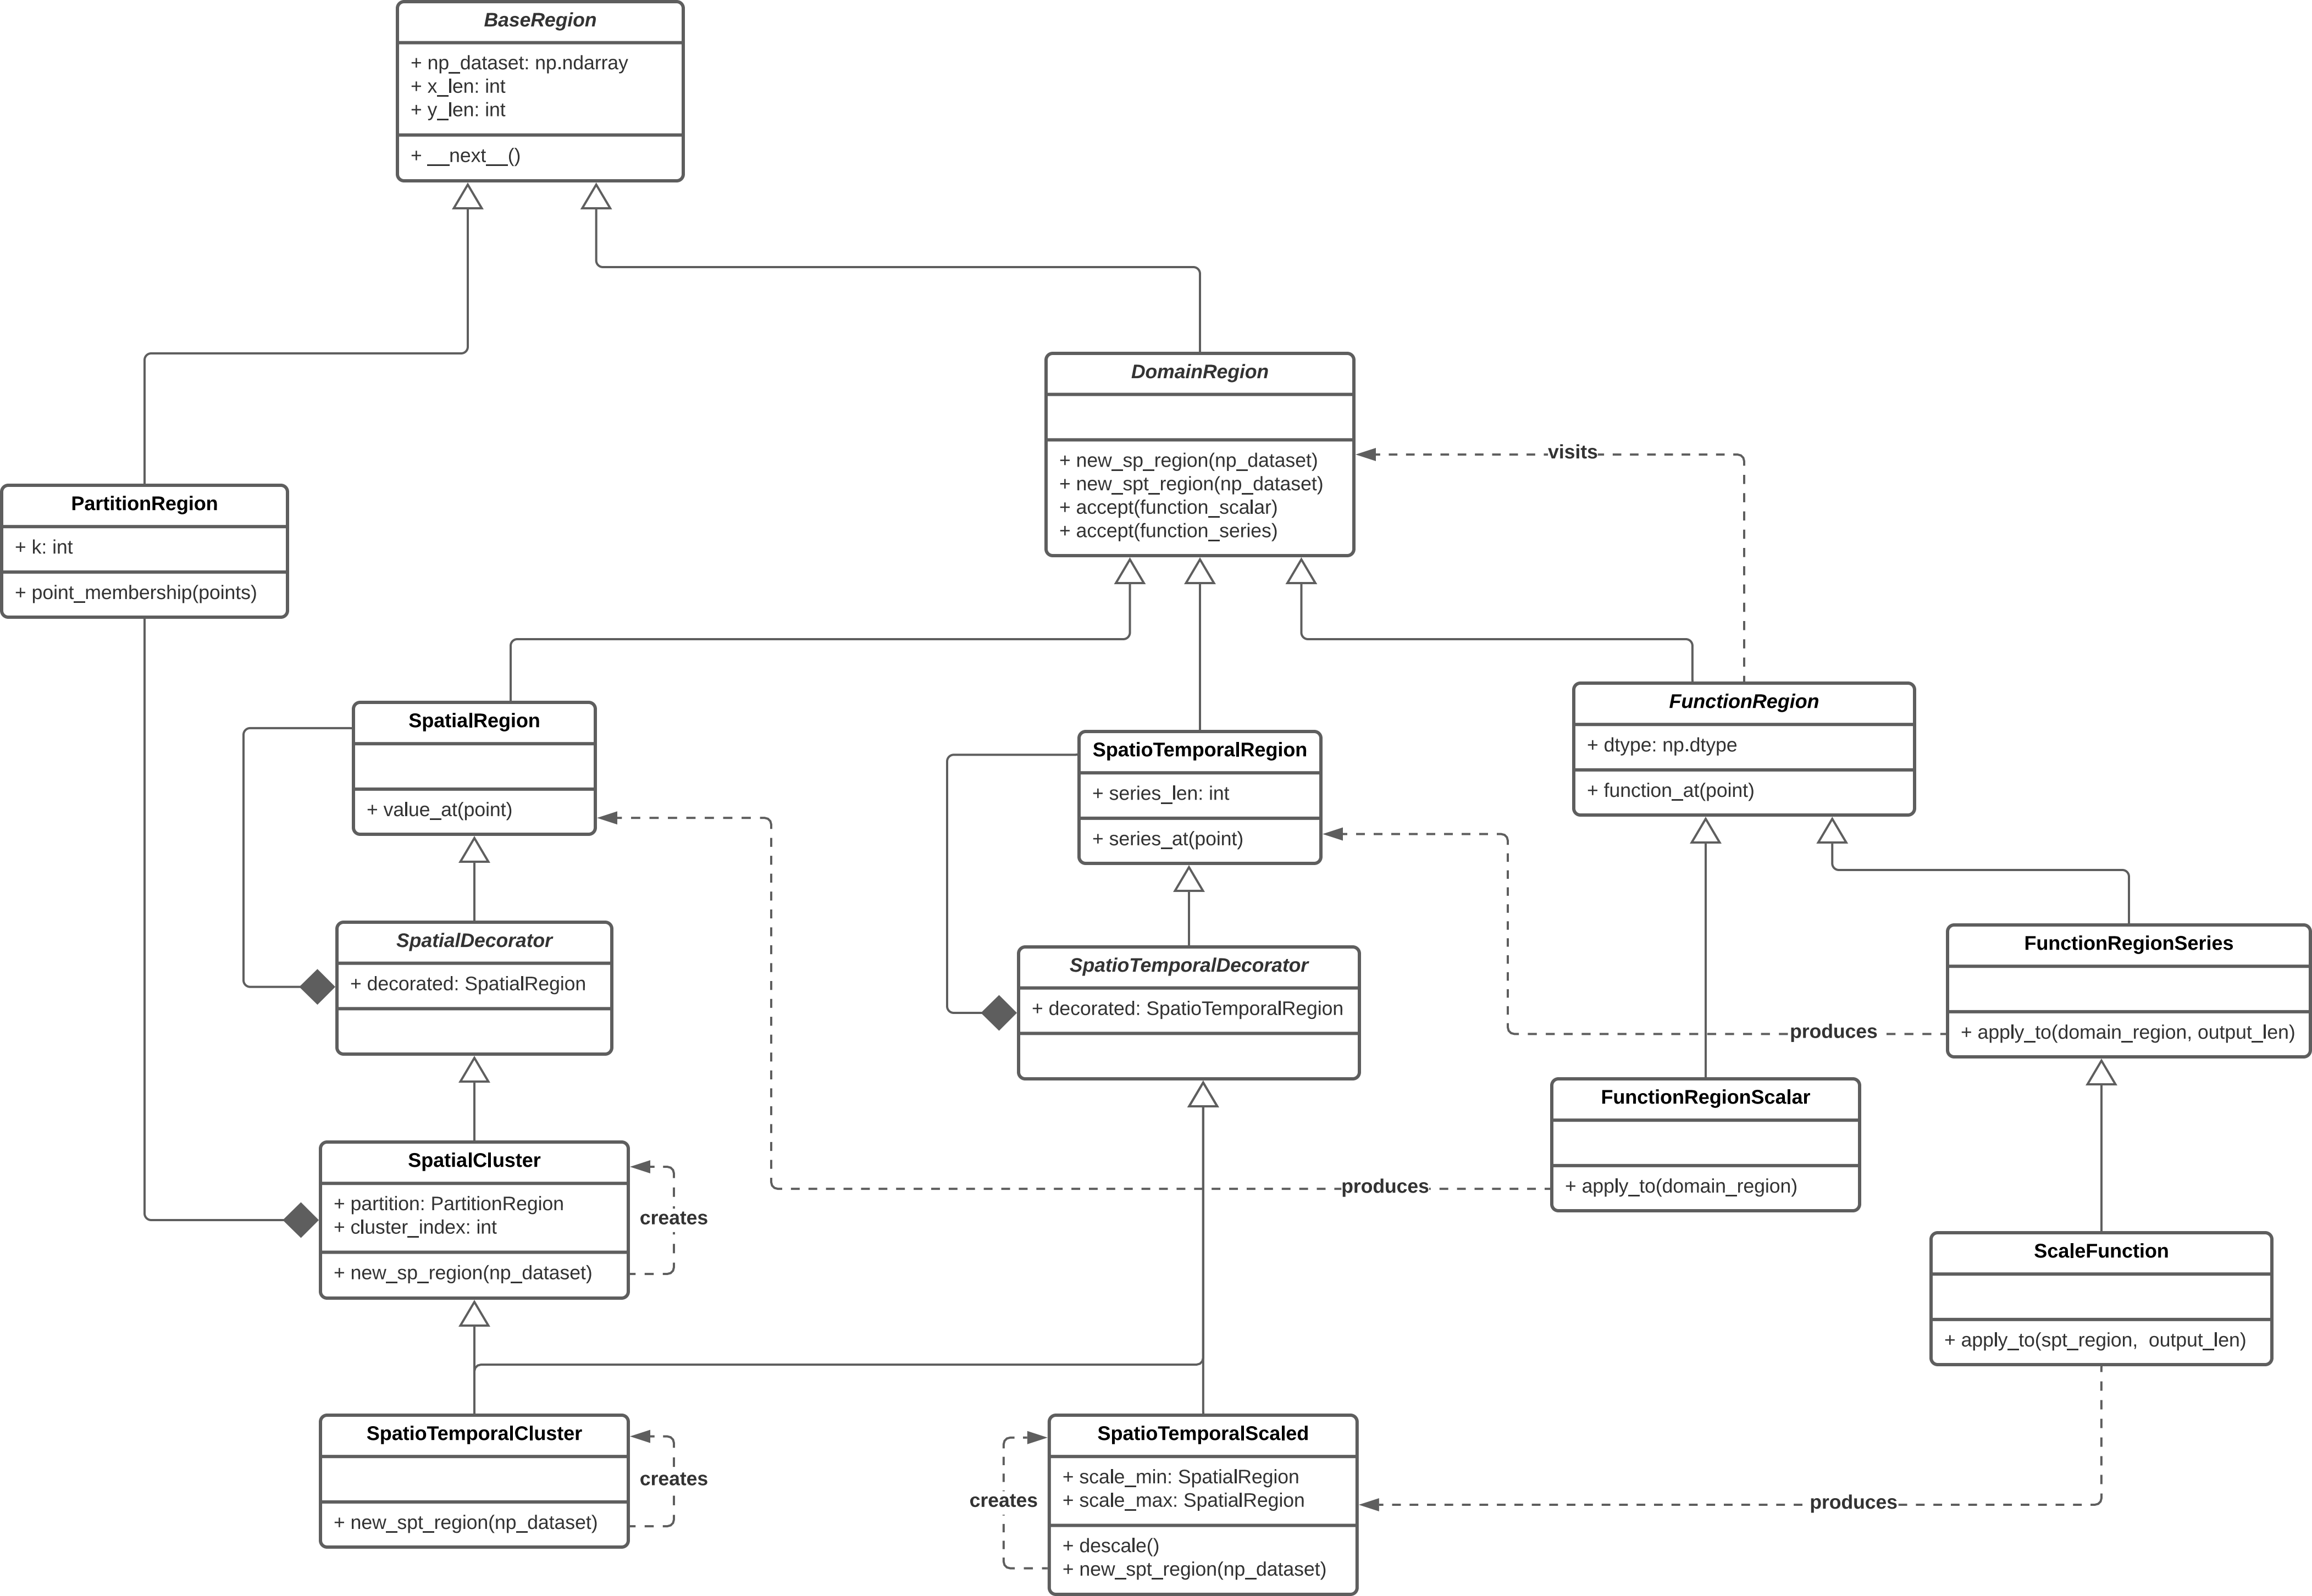 BaseRegion
+ np_dataset: np.ndarray
+ x_len: int
+ y_len: int
+ __next__()
DomainRegion
+ new_sp_region(np_dataset)
+ new_spt_region(np_dataset)
+ accept(function_scalar)
+ accept(function_series)
visits
PartitionRegion
+ k: int
+ point_membership(points)
SpatialRegion
+ value_at(point)
SpatioTemporalRegion
+ series_len: int
+ series_at(point)
FunctionRegion
+ dtype: np.dtype
+ function_at(point)
SpatialDecorator
+ decorated: SpatialRegion
SpatioTemporalDecorator
+ decorated: SpatioTemporalRegion
FunctionRegionSeries
+ apply_to(domain_region, output_len)
produces
FunctionRegionScalar
+ apply_to(domain_region)
produces
SpatialCluster
+ partition: PartitionRegion
+ cluster_index: int
+ new_sp_region(np_dataset)
creates
ScaleFunction
+ apply_to(spt_region,  output_len)
SpatioTemporalCluster
+ new_spt_region(np_dataset)
creates
SpatioTemporalScaled
+ scale_min: SpatialRegion
+ scale_max: SpatialRegion
+ descale()
+ new_spt_region(np_dataset)
creates
produces